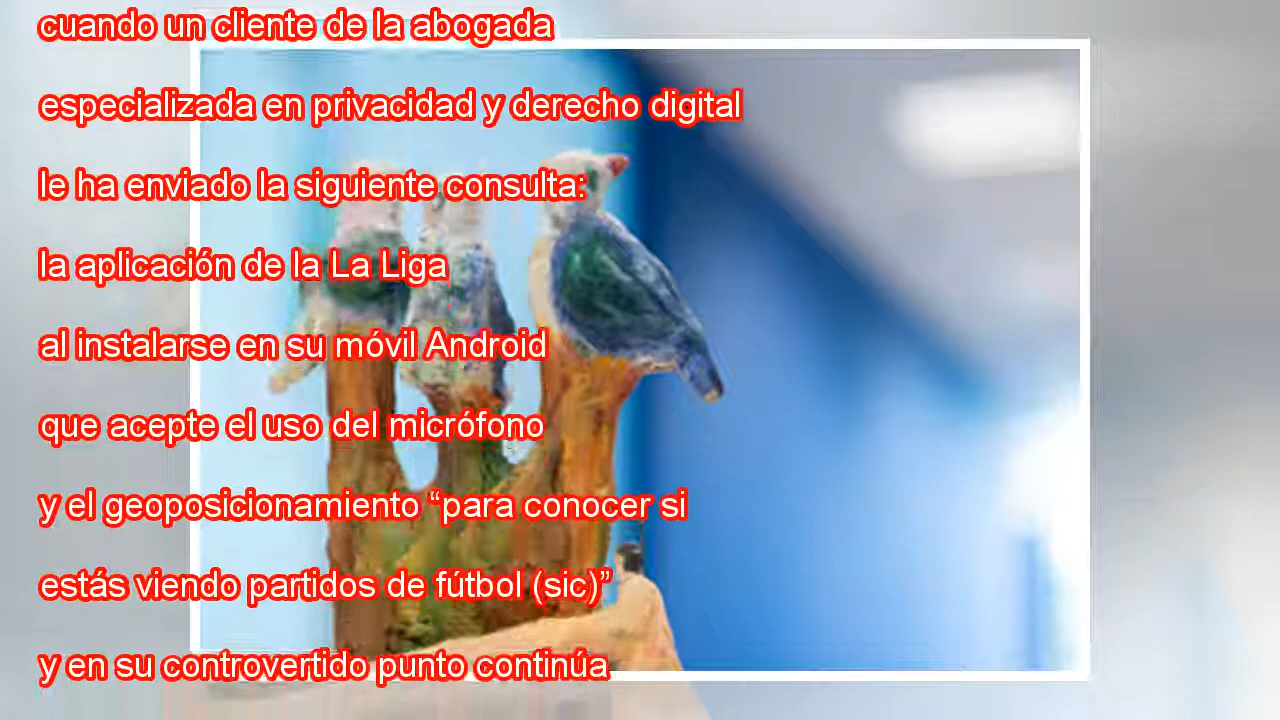 cuando un cliente de la abogada
especializada en privacidad y derecho digital
le ha enviado la siguiente consulta:
la aplicación de la La Liga
al instalarse en su móvil Android
que acepte el uso del micrófono
y el geoposicionamiento “para conocer si
estás viendo partidos de fútbol (sic)”
y en su controvertido punto continúa